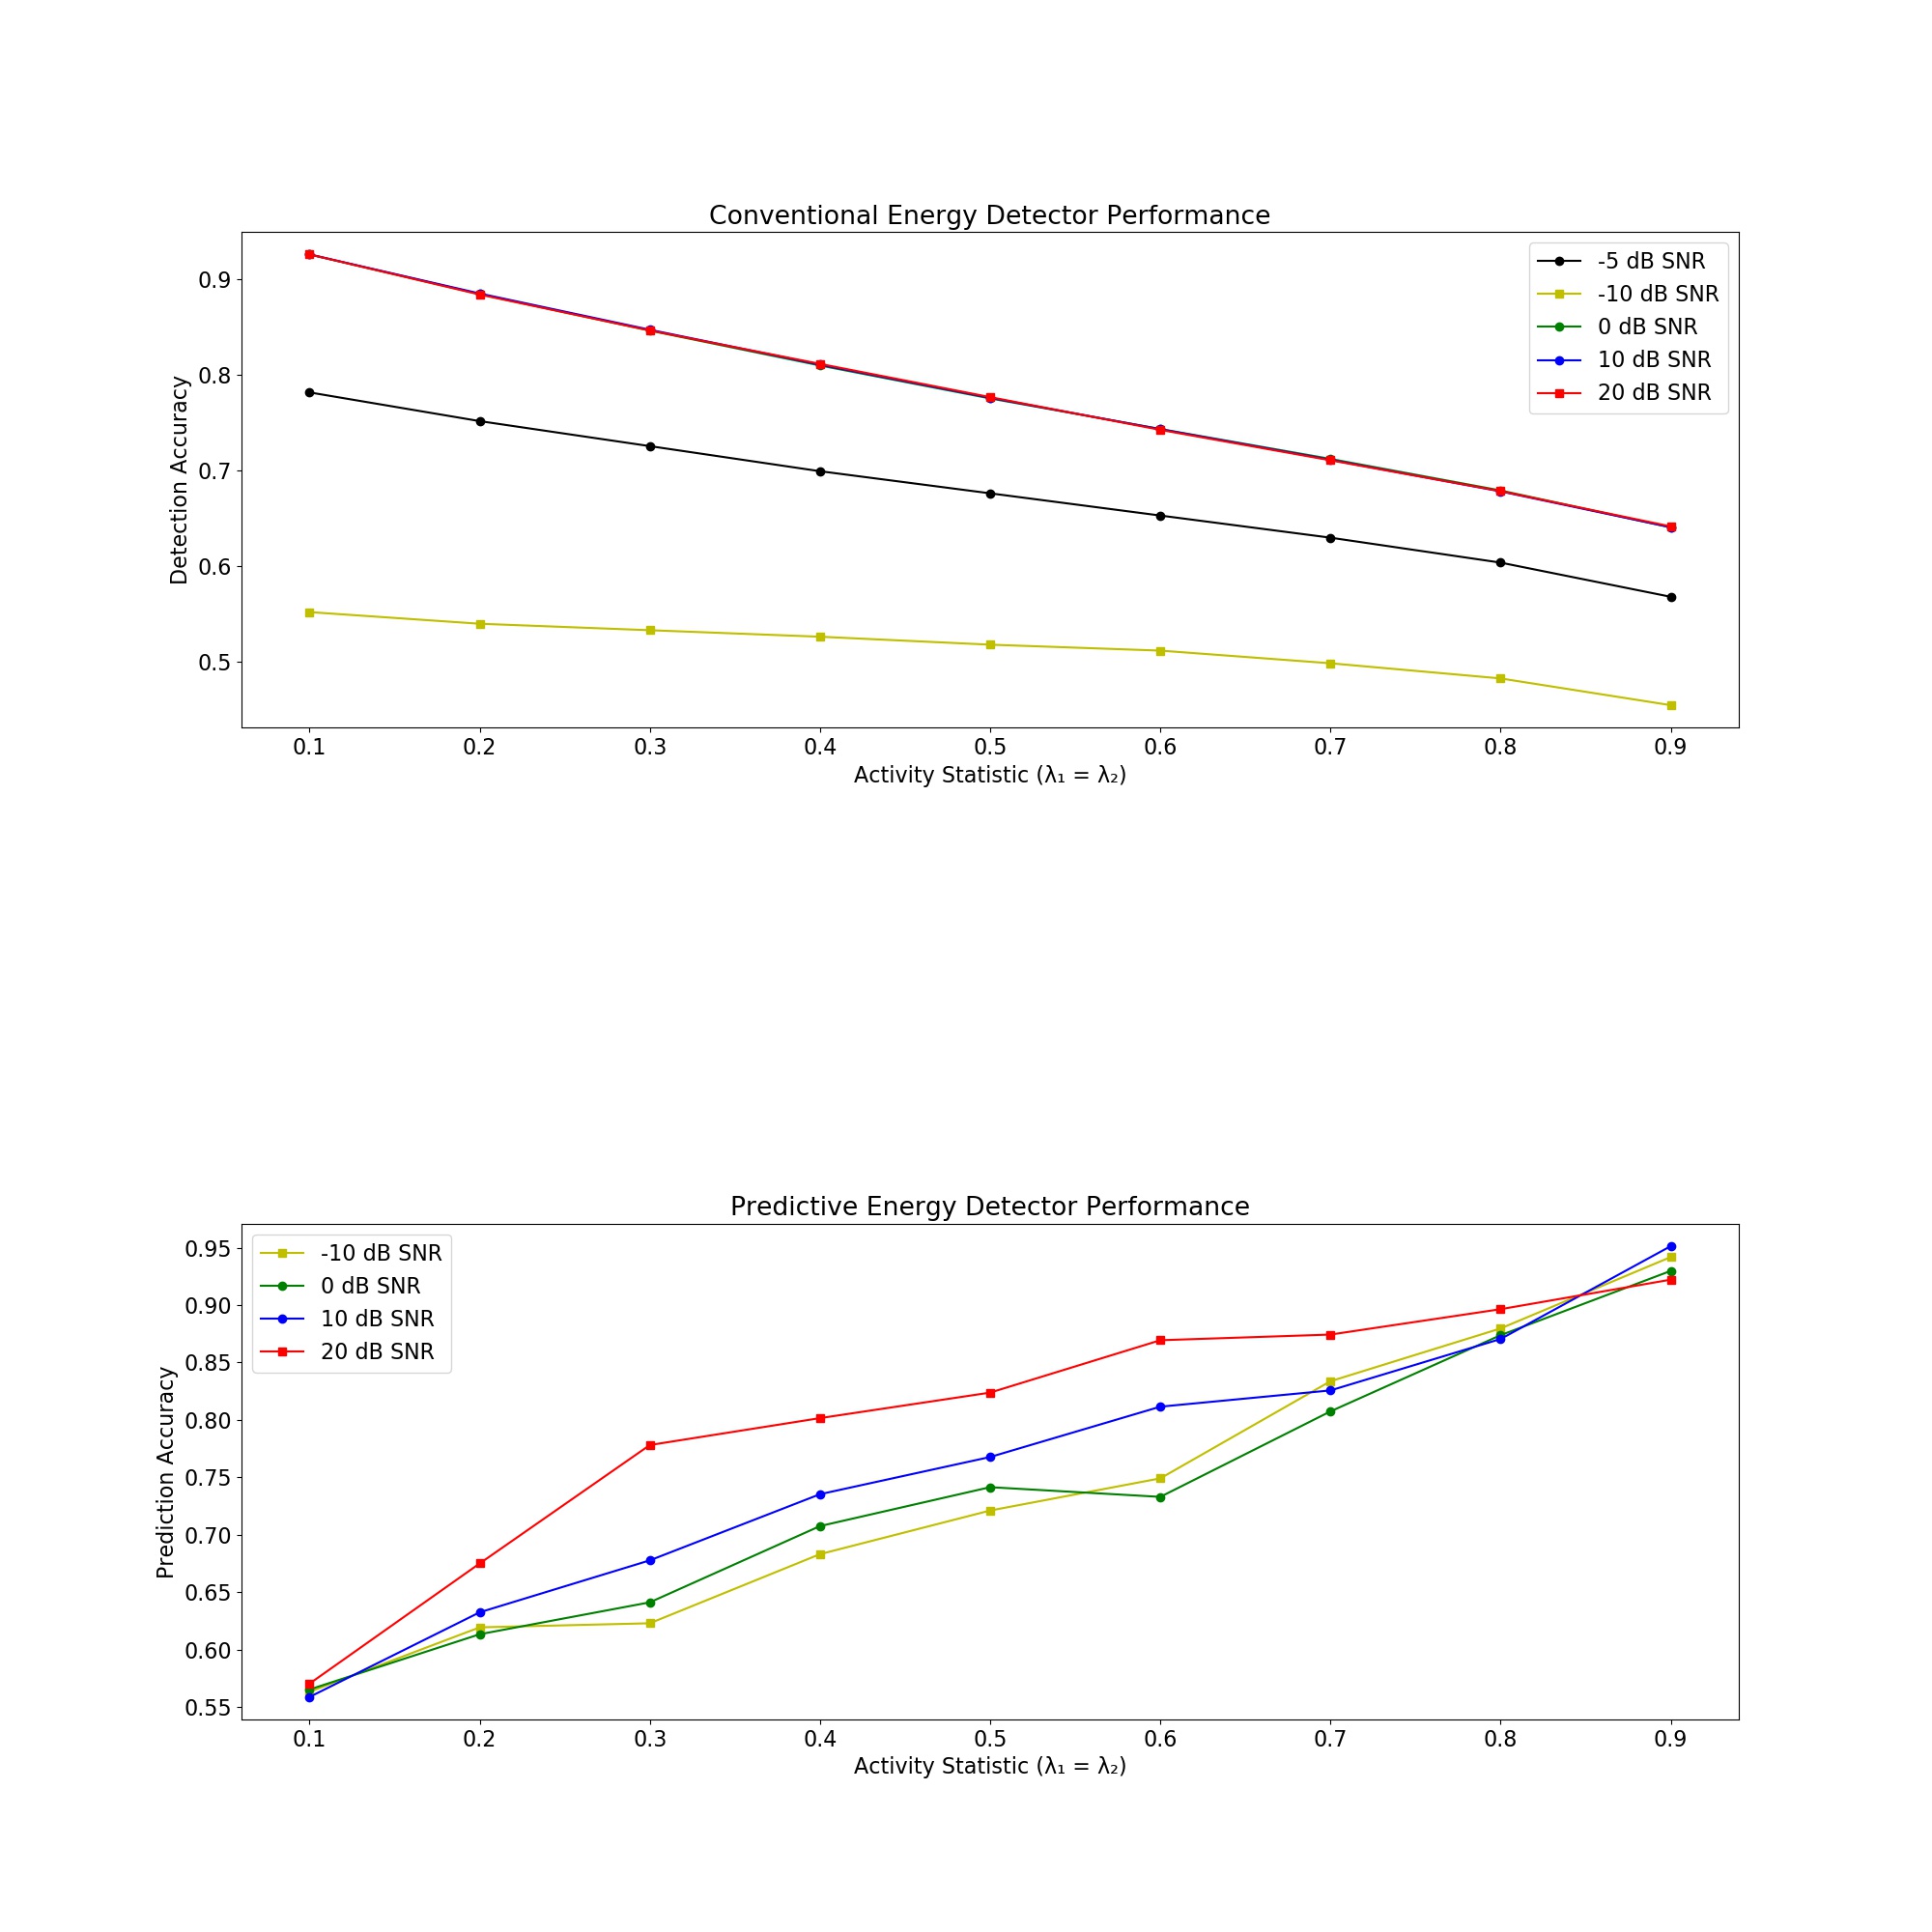 Conventional Energy Detector Performance
-5 dB SNR
-10 dB SNR
0 dB SNR
10 dB SNR
20 dB SNR
Detection Accuracy
0.9
0.8
0.7
0.6
0.5
0.1 0.2 0.3 0.4 0.5 0.6 0.7 0.8 0.9
Activity Statistic (λ₁ = λ₂)
Predictive Energy Detector Performance
-10 dB SNR
0 dB SNR
10 dB SNR
20 dB SNR
Prediction Accuracy
0.95
0.90
0.85
0.80
0.75
0.70
0.65
0.60
0.55
0.1 0.2 0.3 0.4 0.5 0.6 0.7 0.8 0.9
Activity Statistic (λ₁ = λ₂)